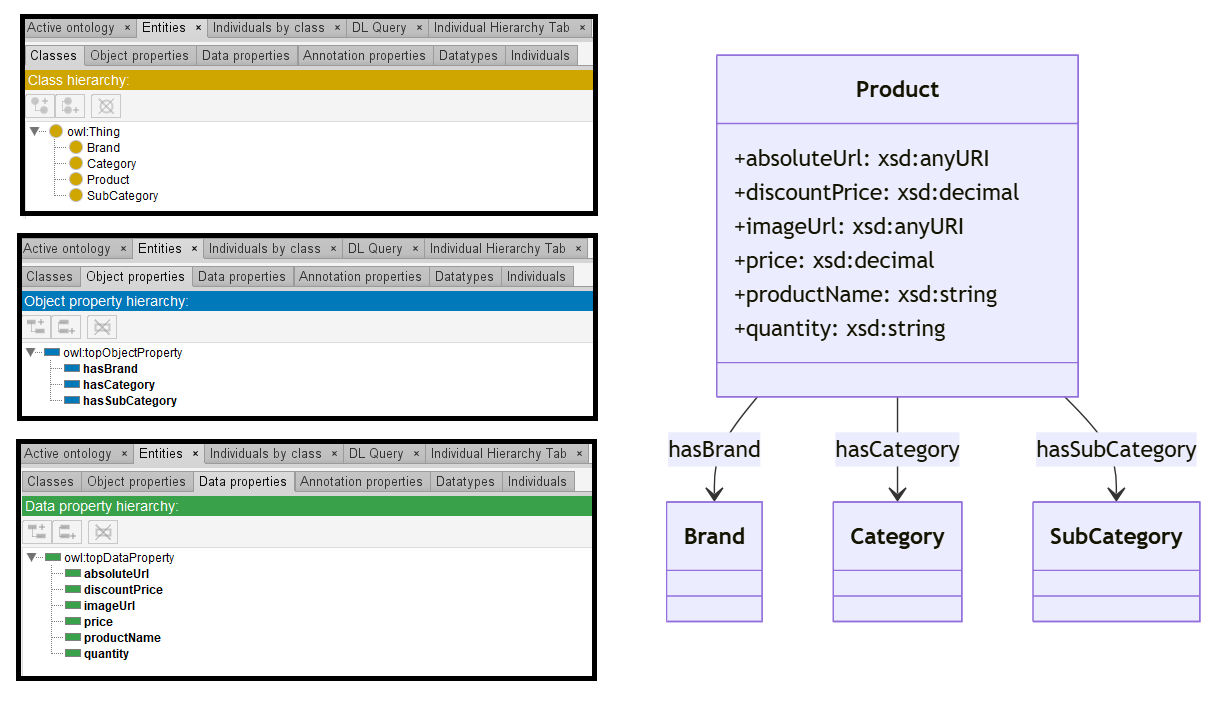 Active ontology × Entities × Individuals by class × DL Query × Individual Hierarchy Tab ×
Classes Object properties Data properties Annotation properties Datatypes Individuals
Class hierarchy:
owl:Thing
Brand
Category
Product
SubCategory
Active ontology × Entities × Individuals by class × DL Query × Individual Hierarchy Tab ×
Classes Object properties Data properties Annotation properties Datatypes Individuals
Object property hierarchy:
owl:topObjectProperty
hasBrand
hasCategory
hasSubCategory
Active ontology × Entities × Individuals by class × DL Query × Individual Hierarchy Tab ×
Classes Object properties Data properties Annotation properties Datatypes Individuals
Data property hierarchy:
owl:topDataProperty
absoluteUrl
discountPrice
imageUrl
price
productName
quantity
Product
+absoluteUrl: xsd:anyURI
+discountPrice: xsd:decimal
+imageUrl: xsd:anyURI
+price: xsd:decimal
+productName: xsd:string
+quantity: xsd:string
hasBrand hasCategory hasSubCategory
Brand Category SubCategory